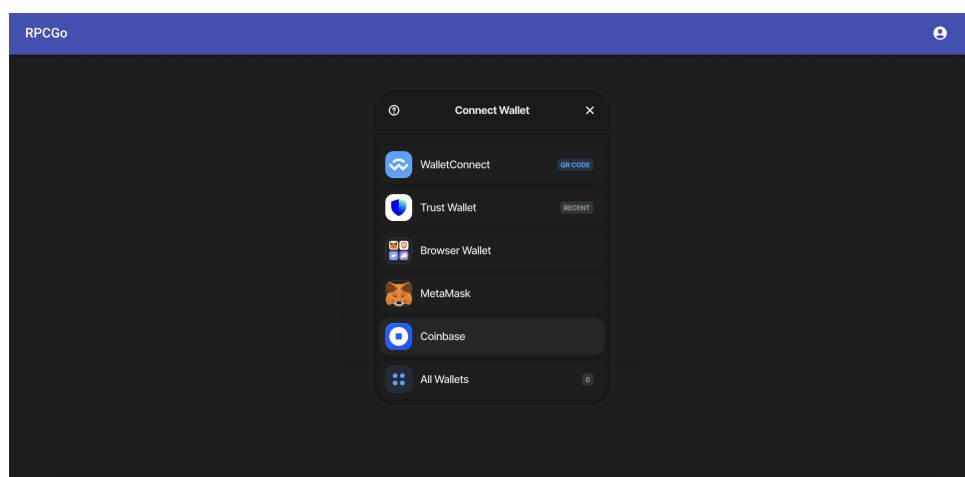 RPCGo
Connect Wallet
WalletConnect QR CODE
Trust Wallet RECENT
Browser Wallet
MetaMask
Coinbase
All Wallets 0